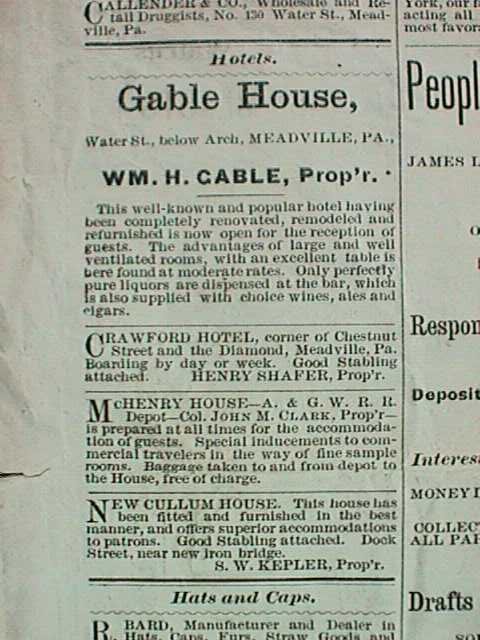 CALLENDER & CO., Wholesale and Re-
tail Druggists, No. 130 Water St., Mead-
ville, Pa.
Hotels.
Gable House,
Water St., below Arch, MEADVILLE, PA.,
WM. H. GABLE, Prop'r.
This well-known and popular hotel having
been completely renovated, remodeled and
refurnished is now open for the reception of
guests. The advantages of large and well
ventilated rooms, with an excellent table is
here found at moderate rates. Only perfectly
pure liquors are dispensed at the bar, which
is also supplied with choice wines, ales and
cigars.
CRAWFORD HOTEL, corner of Chestnut
Street and the Diamond, Meadville, Pa.
Boarding by day or week. Good Stabling
attached. HENRY SHAFER, Prop'r.
MCHENRY HOUSE—A. & G. W. R. R.
Depot—Col. JOHN M. CLARK, Prop'r—
is prepared at all times for the accommoda-
tion of guests. Special inducements to com-
mercial travelers in the way of fine sample
rooms. Baggage taken to and from depot to
the House, free of charge.
NEW CULLUM HOUSE. This house has
been fitted and furnished in the best
manner, and offers superior accommodations
to patrons. Good Stabling attached. Dock
Street, near new iron bridge.
S. W. KEPLER, Prop'r.
Hats and Caps.
BARD, Manufacturer and Dealer in
Hats, Caps, Furs, Straw Goods and
York, our
acting all
most favor
Peopl
JAMES L
Respon
Deposit
Interes
MONEY
COLLEC
ALL PA
Drafts